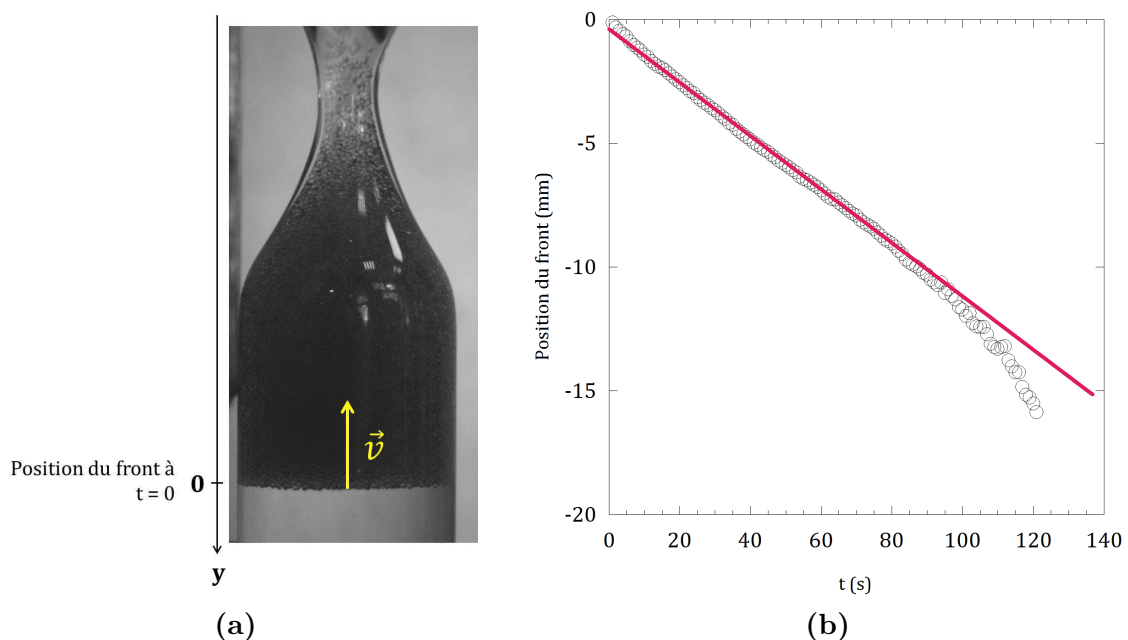 Position du front à
t = 0
0
y
v⃗
(a)
Position du front (mm)
0
-5
-10
-15
-20
0
20
40
60
80
100
120
140
t (s)
(b)